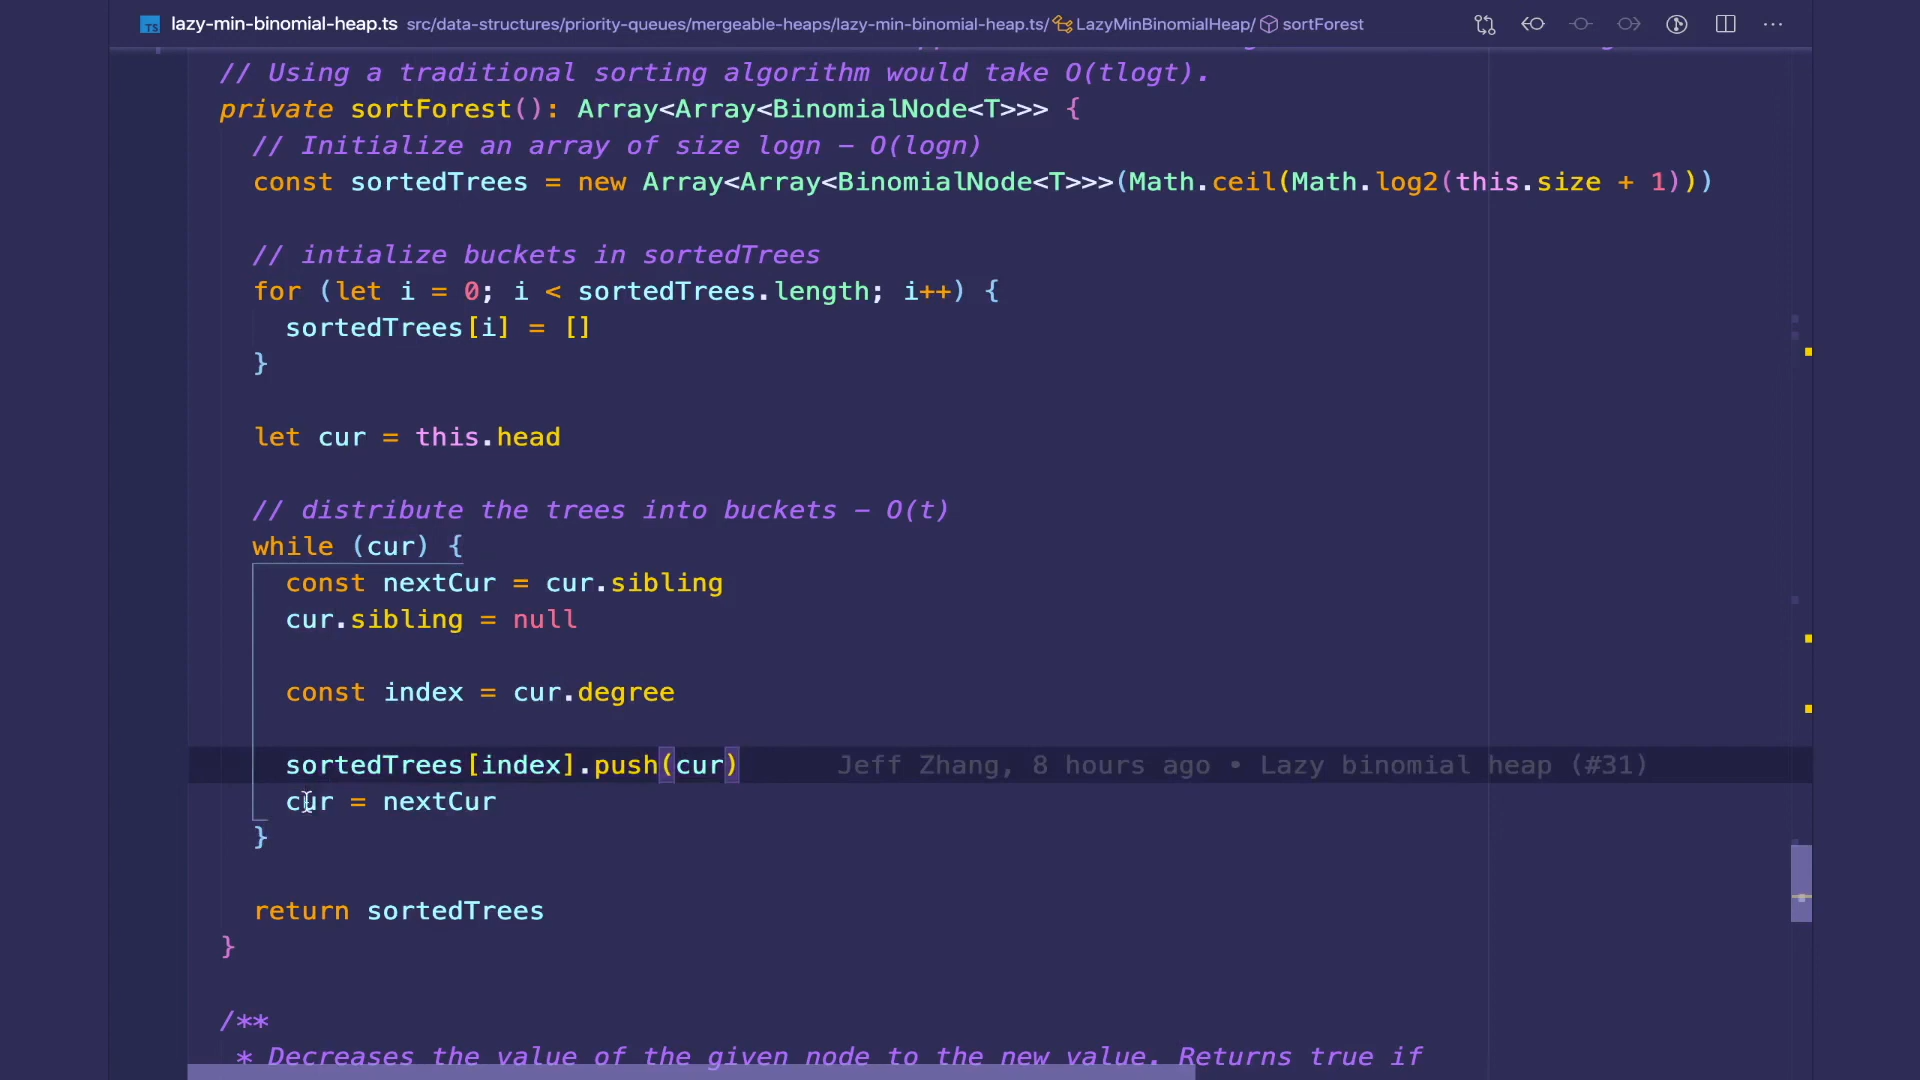 lazy-min-binomial-heap.ts src/data-structures/priority-queues/mergeable-heaps/lazy-min-binomial-heap.ts/ LazyMinBinomialHeap/ sortForest
// Using a traditional sorting algorithm would take O(tlogt).
private sortForest(): Array<Array<BinomialNode<T>>> {
// Initialize an array of size logn – O(logn)
const sortedTrees = new Array<Array<BinomialNode<T>>>(Math.ceil(Math.log2(this.size + 1)))
// intialize buckets in sortedTrees
for (let i = 0; i < sortedTrees.length; i++) {
sortedTrees[i] = []
}
let cur = this.head
// distribute the trees into buckets – O(t)
while (cur) {
const nextCur = cur.sibling
cur.sibling = null
const index = cur.degree
sortedTrees[index].push(cur) Jeff Zhang, 8 hours ago • Lazy binomial heap (#31)
cur = nextCur
}
return sortedTrees
}
/**
* Decreases the value of the given node to the new value. Returns true if